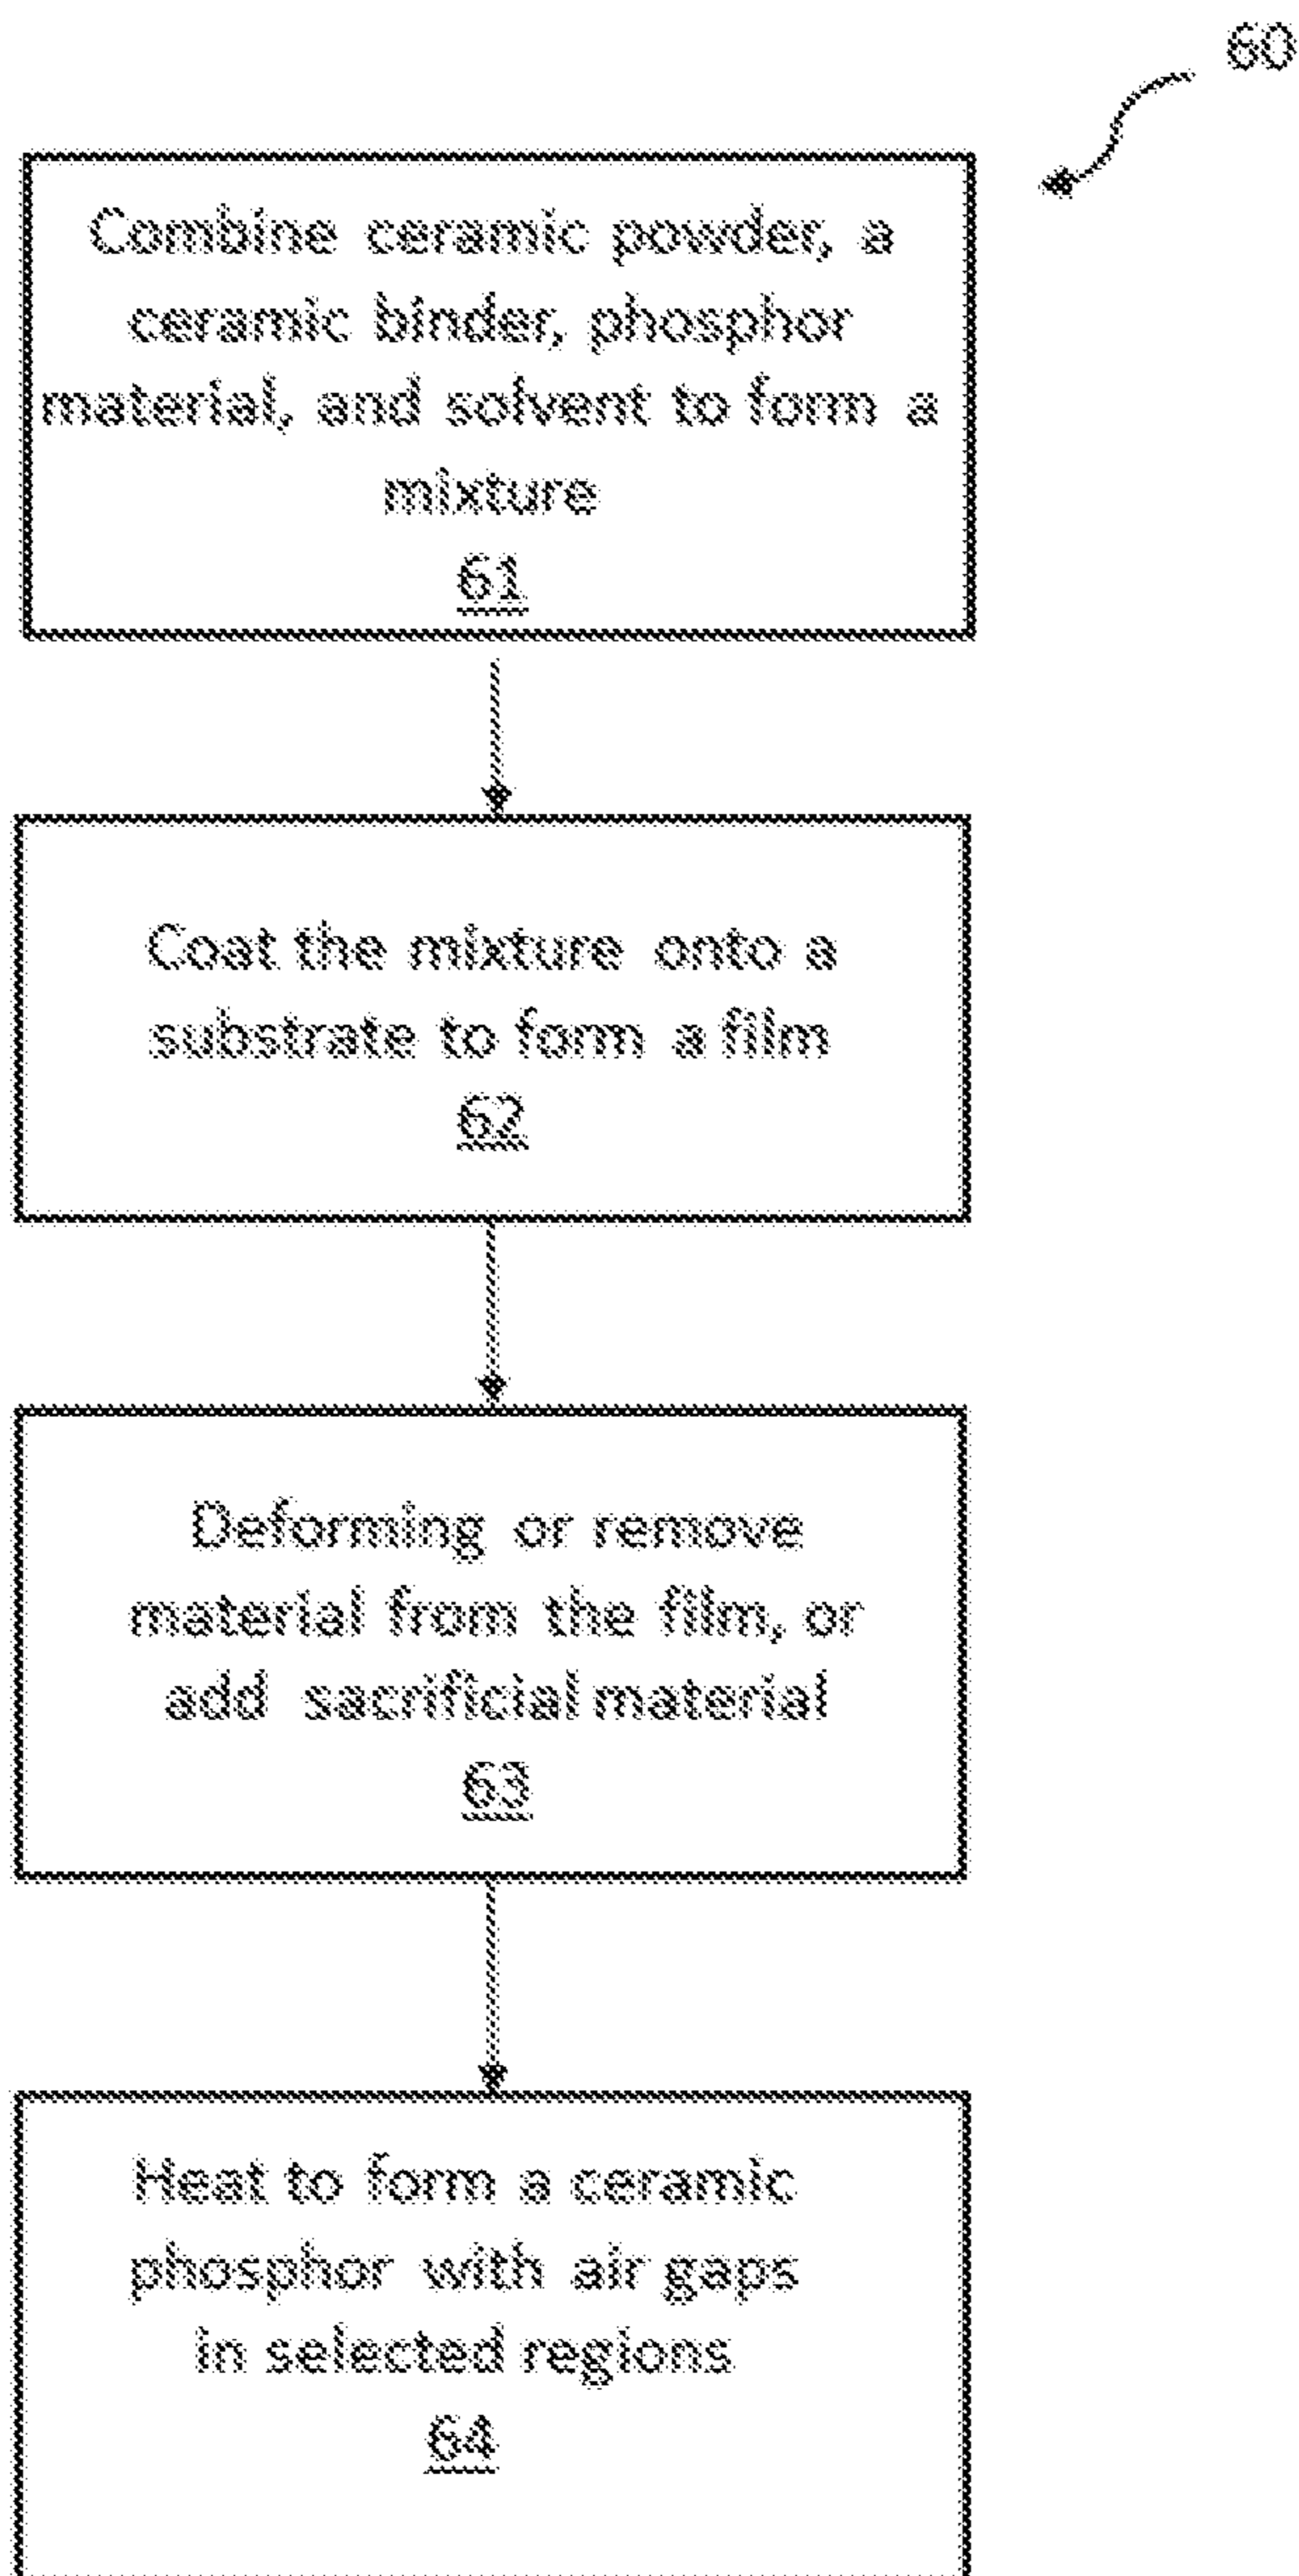 60
Combine ceramic powder, a
ceramic binder, phosphor
material, and solvent to form a
mixture
61
Coat the mixture onto a
substrate to form a film
62
Deforming or remove
material from the film, or
add sacrificial material
63
Heat to form a ceramic
phosphor with air gaps
in selected regions
64